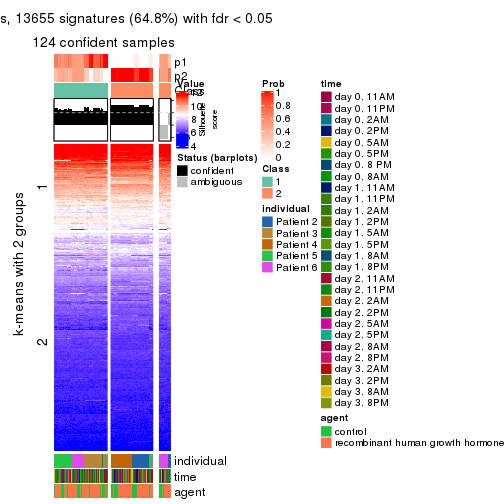 s, 13655 signatures (64.8%) with fdr < 0.05
124 confident samples
p1
p2
Class
Silhouette
score
k-means with 2 groups
1
2
individual
time
agent
Value
10
8
6
4
Status (barplots)
confident
ambiguous
Prob
1
0.8
0.6
0.4
0.2
0
Class
1
2
individual
Patient 2
Patient 3
Patient 4
Patient 5
Patient 6
time
day 0. 11AM
day 0. 11PM
day 0. 2AM
day 0. 2PM
day 0. 5AM
day 0. 5PM
day 0. 8 PM
day 0. 8AM
day 1. 11AM
day 1. 11PM
day 1. 2AM
day 1. 2PM
day 1. 5AM
day 1. 5PM
day 1. 8AM
day 1. 8PM
day 2. 11AM
day 2. 11PM
day 2. 2AM
day 2. 2PM
day 2. 5AM
day 2. 5PM
day 2. 8AM
day 2. 8PM
day 3. 2AM
day 3. 2PM
day 3. 8AM
day 3. 8PM
agent
control
recombinant human growth hormone